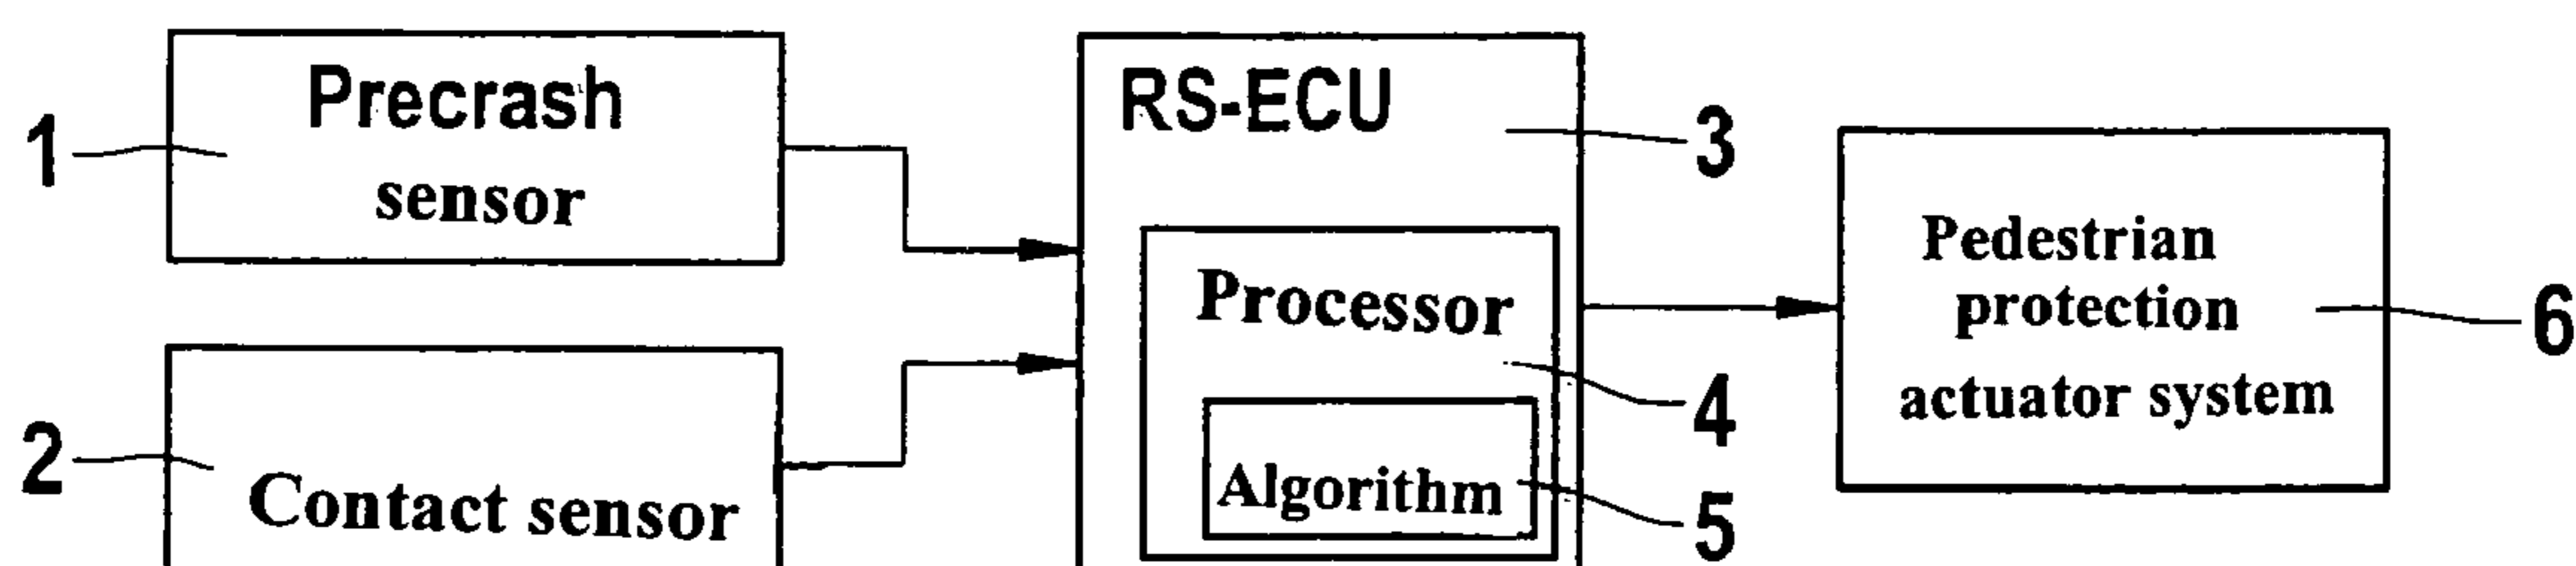 1
Precrash
sensor
2
Contact sensor
RS-ECU
3
Processor
4
Algorithm
5
Pedestrian
protection
actuator system
6